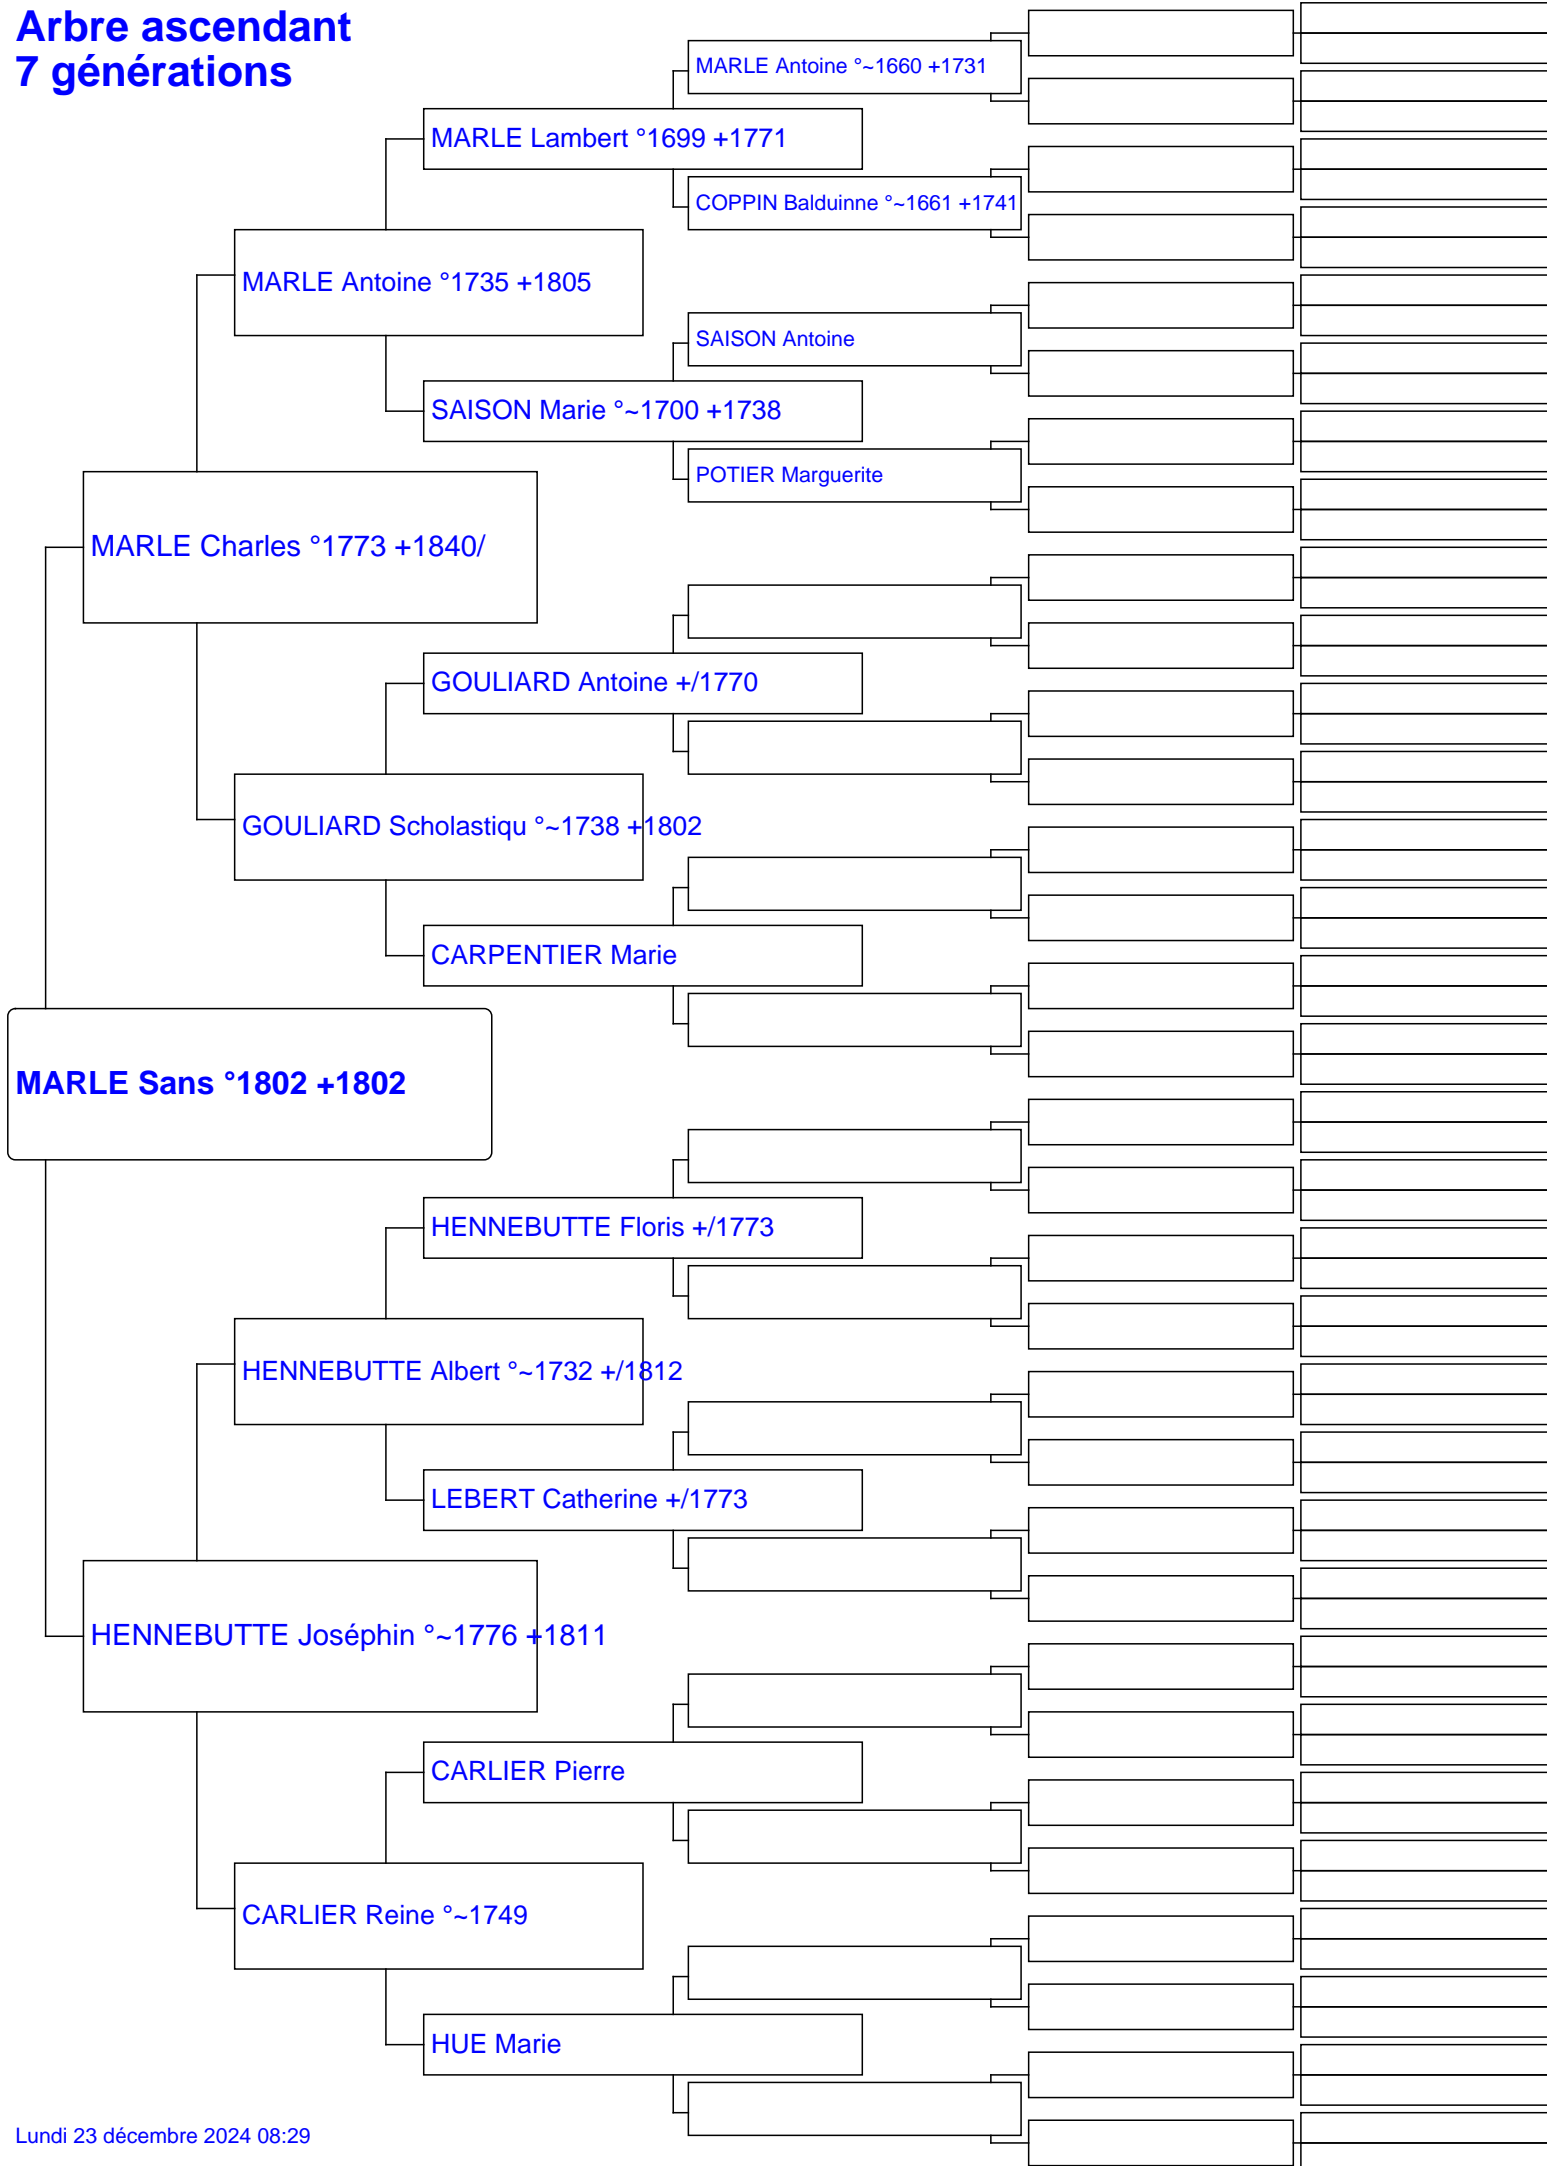 Arbre ascendant
7 générations
MARLE Antoine °~1660 +1731
MARLE Lambert °1699 +1771
COPPIN Balduinne °~1661 +1741
MARLE Antoine °1735 +1805
SAISON Antoine
SAISON Marie °~1700 +1738
POTIER Marguerite
MARLE Charles °1773 +1840/
GOULIARD Antoine +/1770
GOULIARD Scholastiqu °~1738 +1802
CARPENTIER Marie
MARLE Sans °1802 +1802
HENNEBUTTE Floris +/1773
HENNEBUTTE Albert °~1732 +/1812
LEBERT Catherine +/1773
HENNEBUTTE Joséphin °~1776 +1811
CARLIER Pierre
CARLIER Reine °~1749
HUE Marie
Lundi 23 décembre 2024 08:29